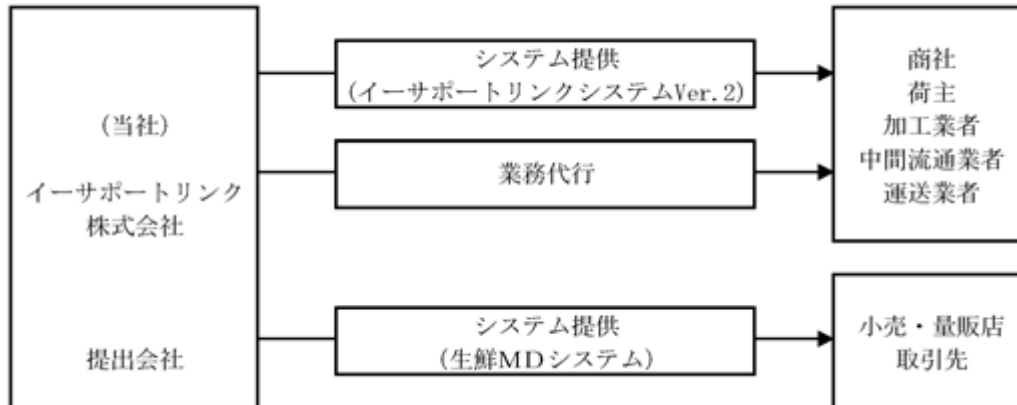 (当社)
イーサポートリンク
株式会社
提出会社
システム提供
(イーサポートリンクシステムVer.2)
業務代行
システム提供
(生鮮MDシステム)
商社
荷主
加工業者
中間流通業者
運送業者
小売・量販店
取引先